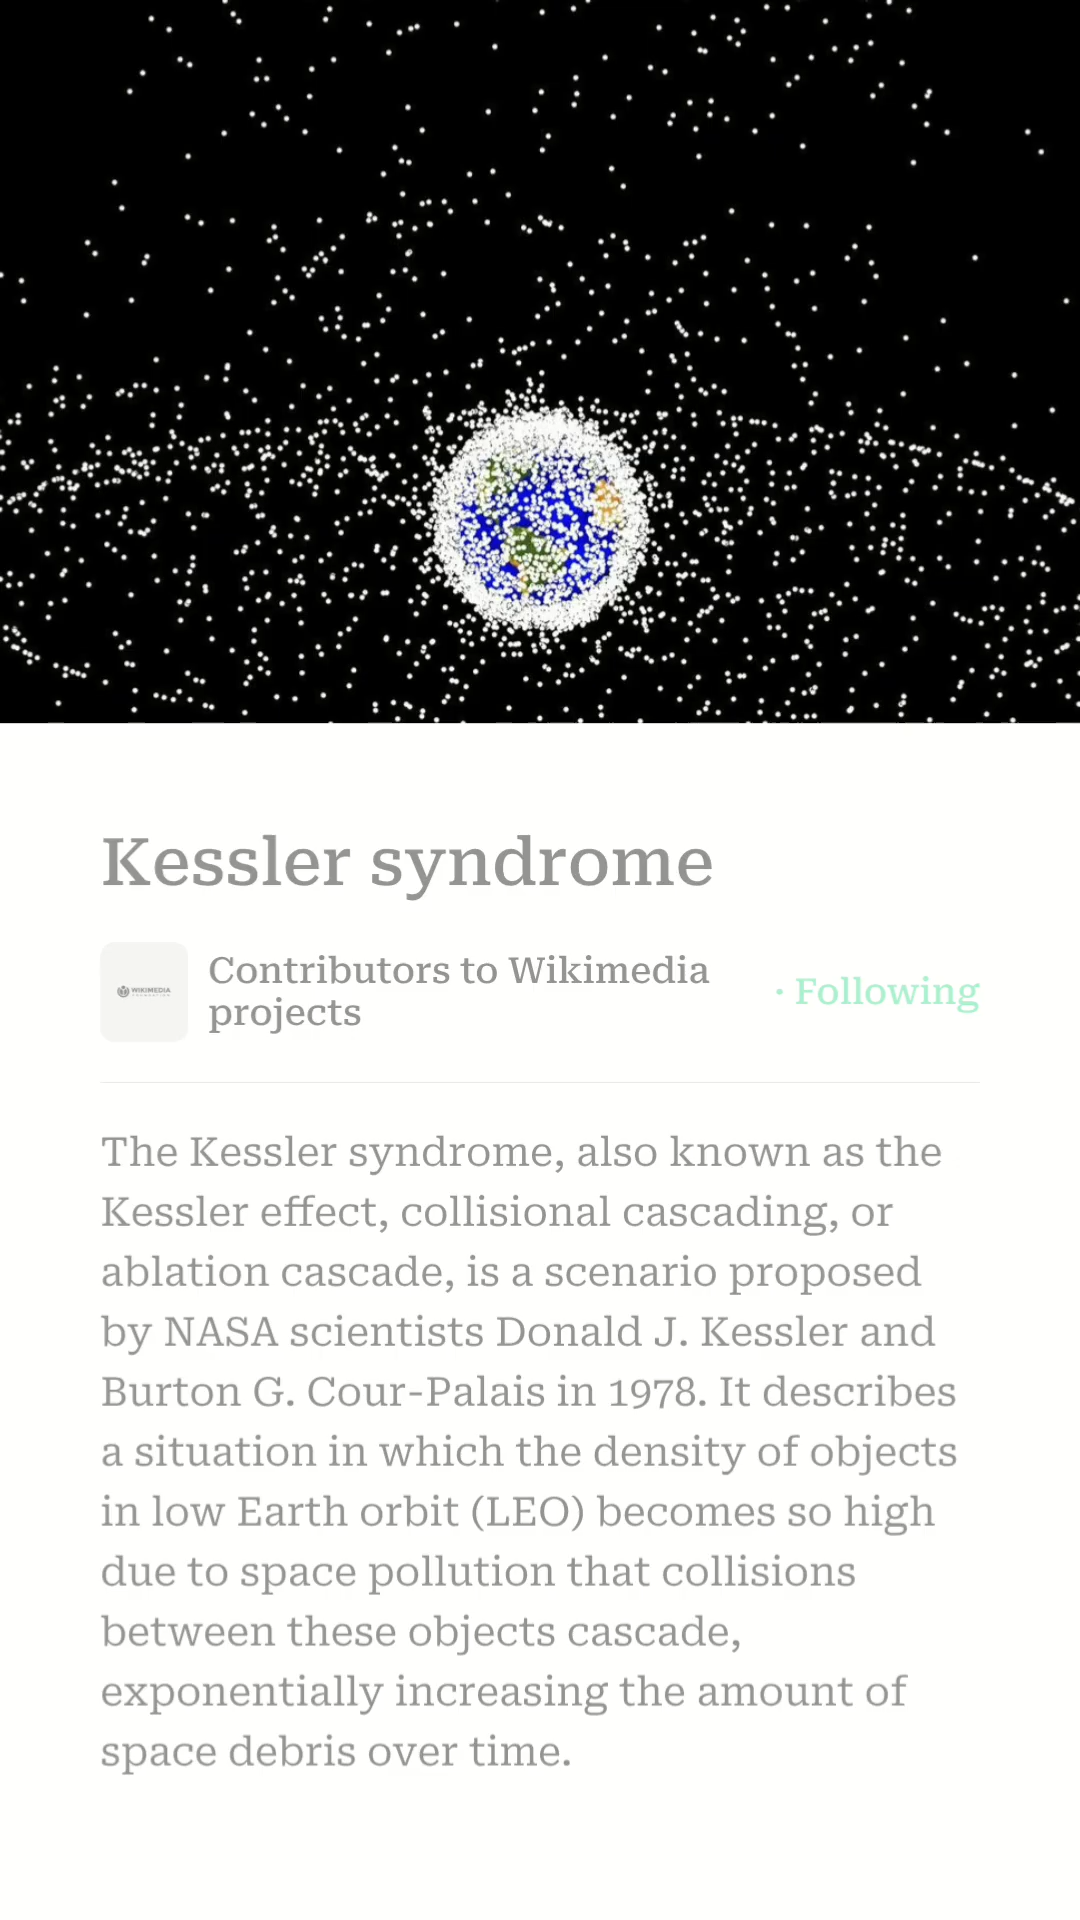 Kessler syndrome
WIKIMEDIA
FOUNDATION
Contributors to Wikimedia
projects
· Following
The Kessler syndrome, also known as the
Kessler effect, collisional cascading, or
ablation cascade, is a scenario proposed
by NASA scientists Donald J. Kessler and
Burton G. Cour-Palais in 1978. It describes
a situation in which the density of objects
in low Earth orbit (LEO) becomes so high
due to space pollution that collisions
between these objects cascade,
exponentially increasing the amount of
space debris over time.